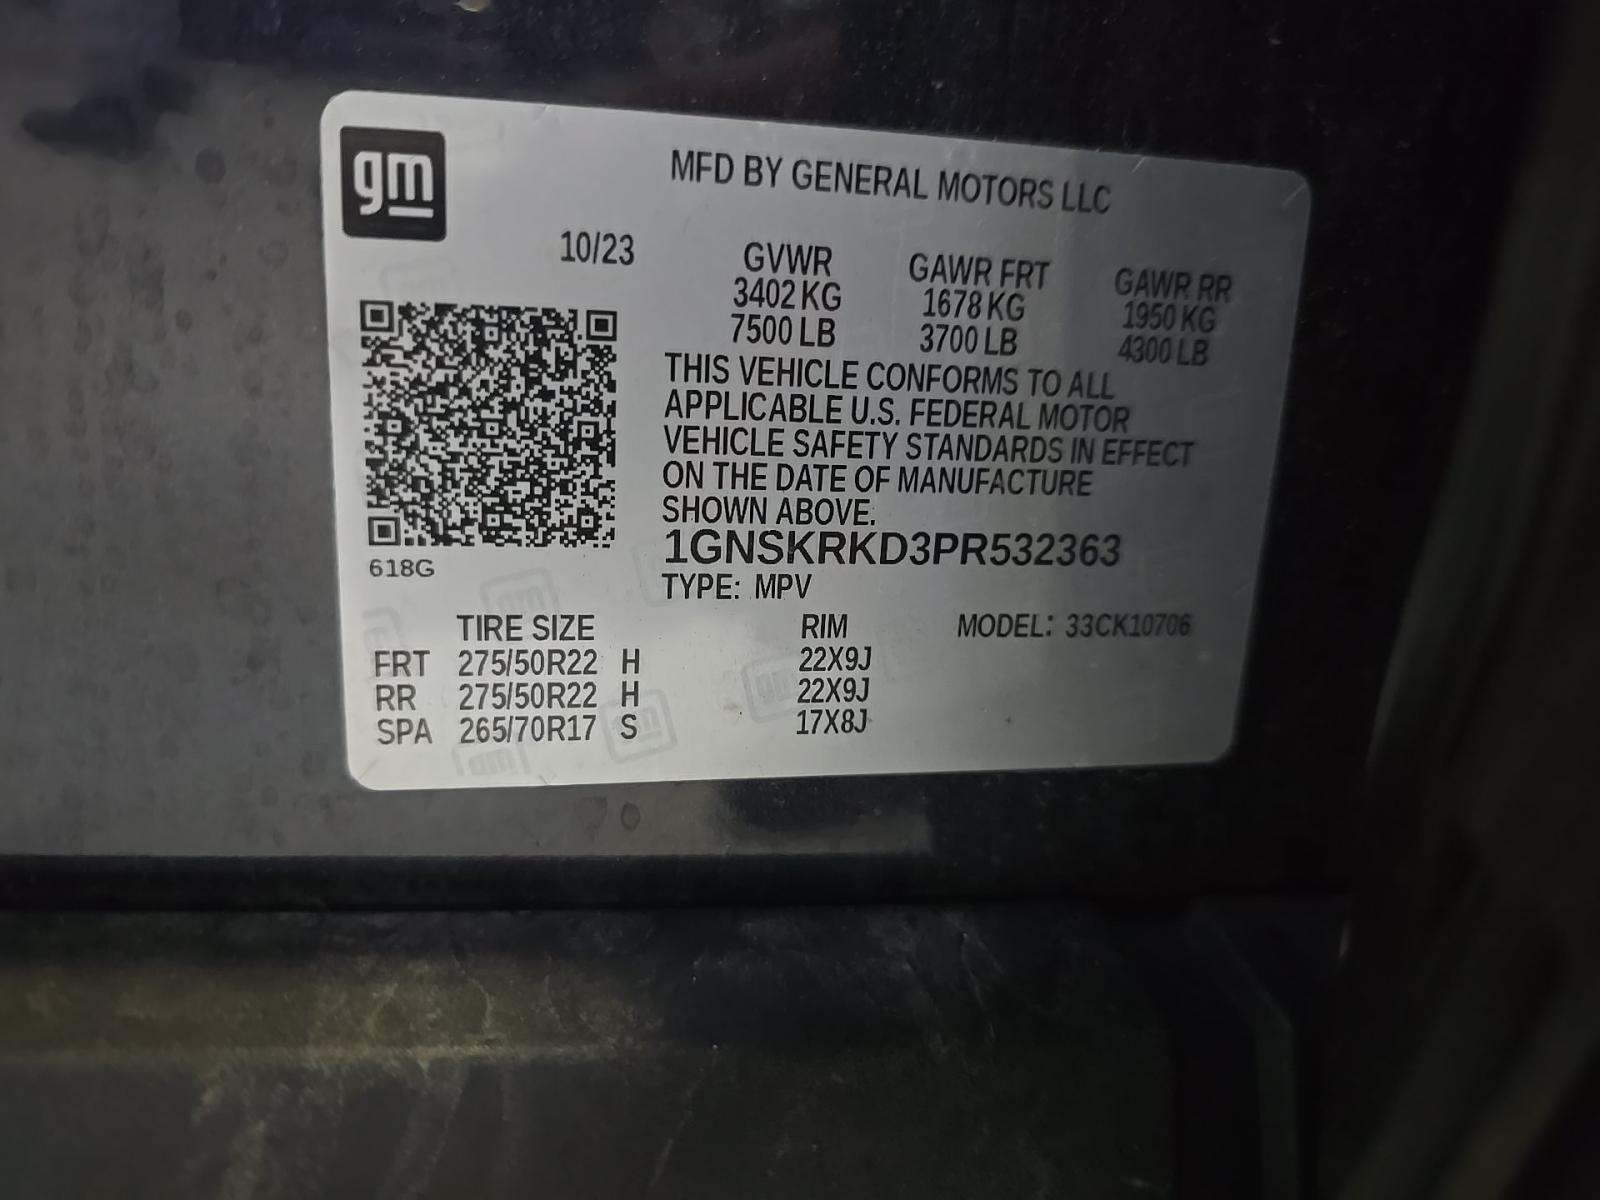 gm
MFD BY GENERAL MOTORS LLC
10/23
GVWR GAWR FRT GAWR RR
3402 KG 1678 KG 1950 KG
7500 LB 3700 LB 4300 LB
THIS VEHICLE CONFORMS TO ALL
APPLICABLE U.S. FEDERAL MOTOR
VEHICLE SAFETY STANDARDS IN EFFECT
ON THE DATE OF MANUFACTURE
SHOWN ABOVE.
1GNSKRKD3PR532363
618G
TYPE: MPV
TIRE SIZE RIM MODEL: 33CK10706
FRT 275/50R22 H 22X9J
RR 275/50R22 H 22X9J
SPA 265/70R17 S 17X8J